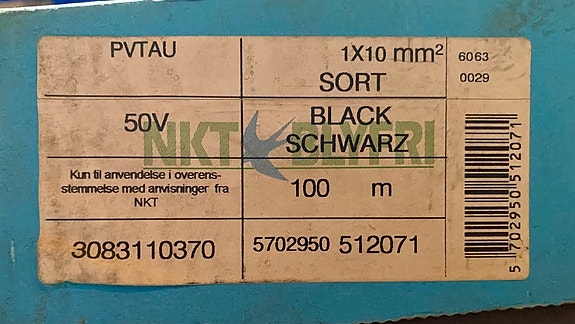 PVTAU
1X10 mm²
SORT
6063
0029
50V
BLACK
SCHWARZ
NKT BLYFRI
Kun til anvendelse i overens-
stemmelse med anvisninger fra
NKT
100 m
3083110370
5702950 512071
5 702950 512071